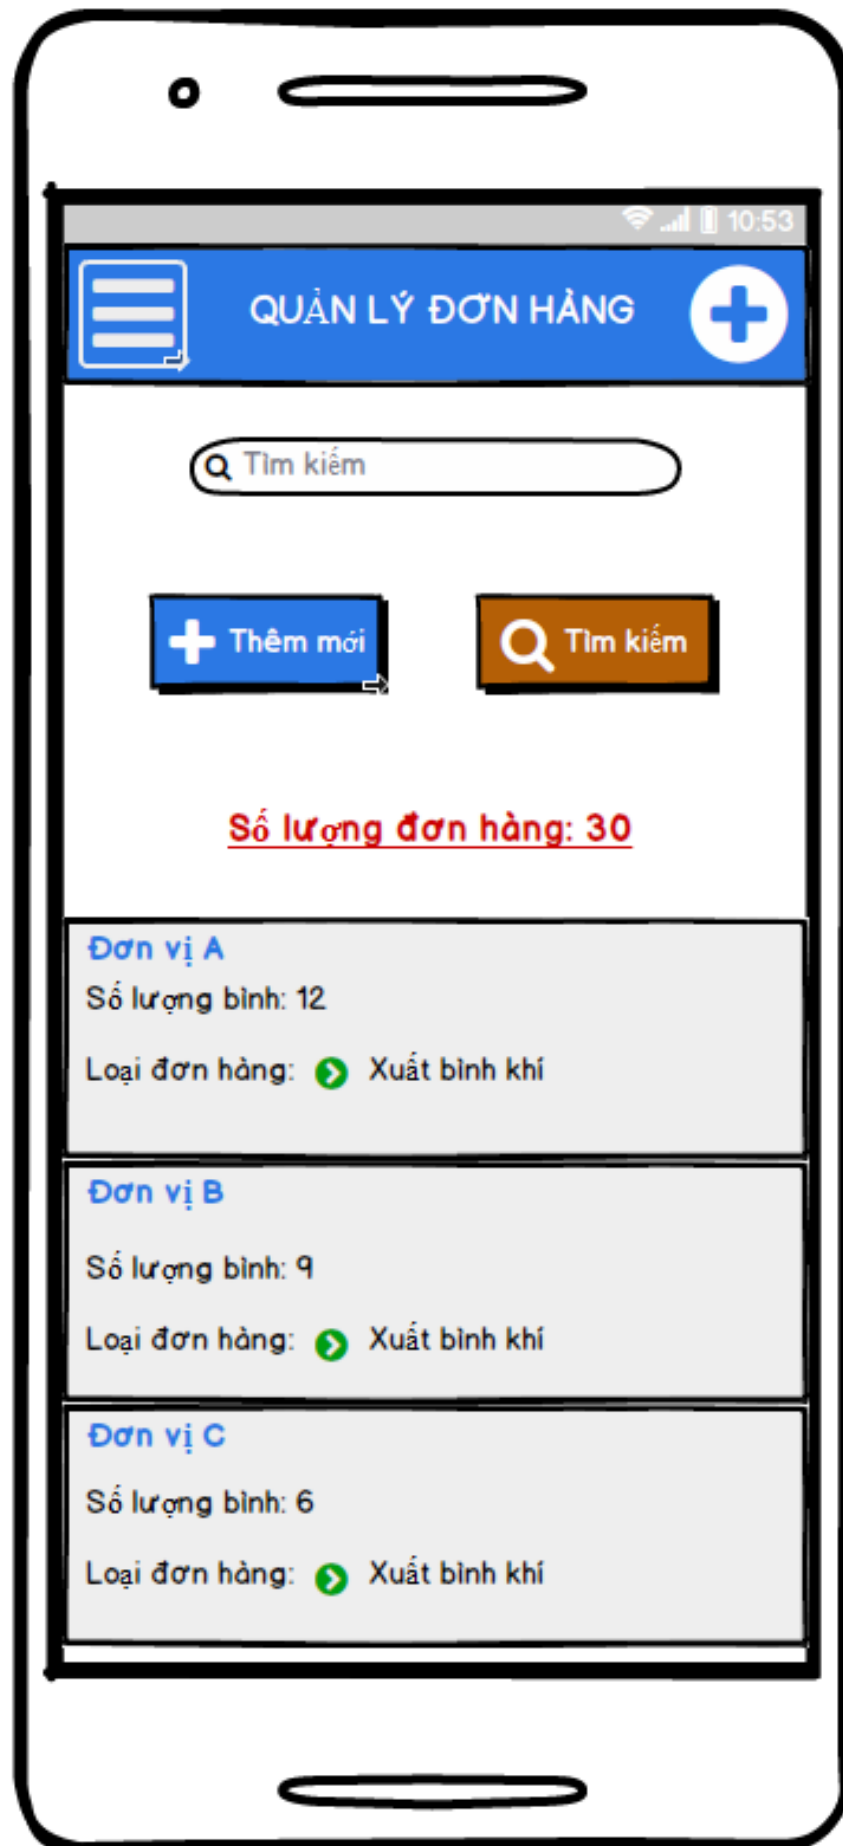 10:53
QUẢN LÝ ĐƠN HÀNG
Tìm kiếm
Thêm mới
Tìm kiếm
Số lượng đơn hàng: 30
Đơn vị A
Số lượng bình: 12
Loại đơn hàng: Xuất bình khí
Đơn vị B
Số lượng bình: 9
Loại đơn hàng: Xuất bình khí
Đơn vị C
Số lượng bình: 6
Loại đơn hàng: Xuất bình khí